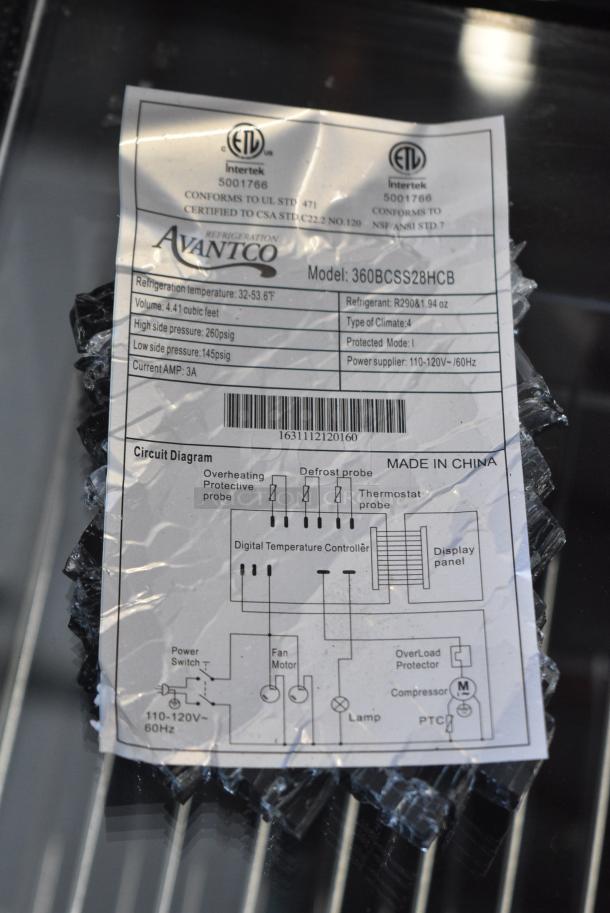 C US
Intertek
5001766
CONFORMS TO UL STD. 471
CERTIFIED TO CSA STD.C22.2 NO.120
Intertek
5001766
CONFORMS TO
NSF/ANSI STD.7
REFRIGERATION
AVANTCO
Model: 360BCSS28HCB
Refrigeration temperature: 32-53.6°F
Volume: 4.41 cubic feet
High side pressure: 260psig
Low side pressure: 145psig
Current AMP: 3A
Refrigerant: R290&1.94 oz
Type of Climate:4
Protected Mode: I
Power supplier: 110-120V~ /60Hz
1631112120160
Circuit Diagram
MADE IN CHINA
Overheating
Protective
probe
Defrost probe
Thermostat
probe
Digital Temperature Controller
Display
panel
Power
Switch
Fan
Motor
OverLoad
Protector
Compressor
M
Lamp
PTC
110-120V~
60Hz